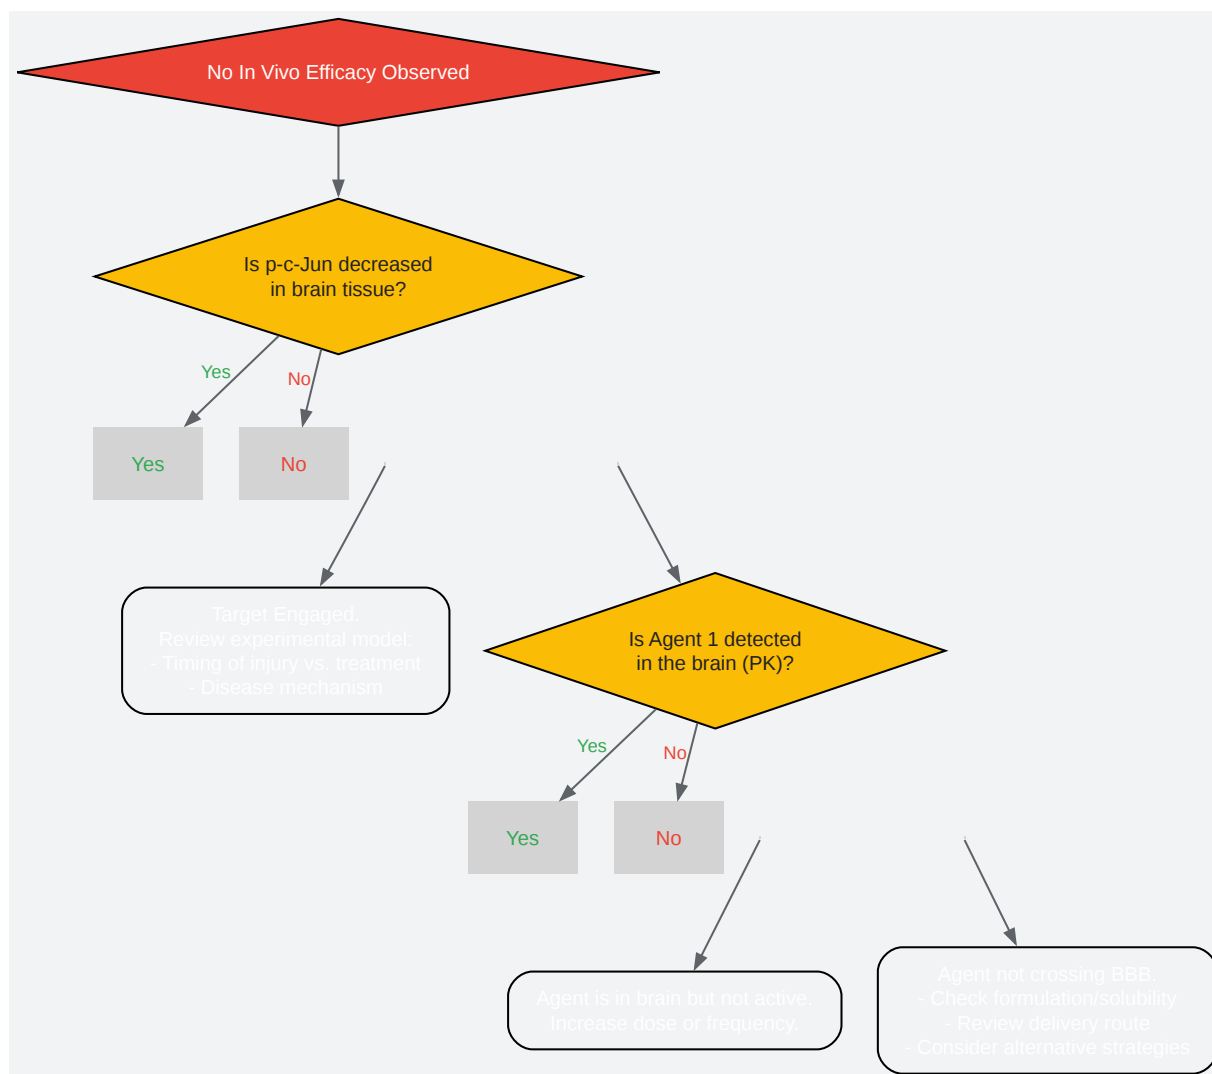 No In Vivo Efficacy Observed
Is p-c-Jun decreased
in brain tissue?
Yes
No
Yes
No
Target Engaged.
Review experimental model:
- Timing of injury vs. treatment
- Disease mechanism
Is Agent 1 detected
in the brain (PK)?
Yes
No
Yes
No
Agent is in brain but not active.
Increase dose or frequency.
Agent not crossing BBB.
- Check formulation/solubility
- Review delivery route
- Consider alternative strategies